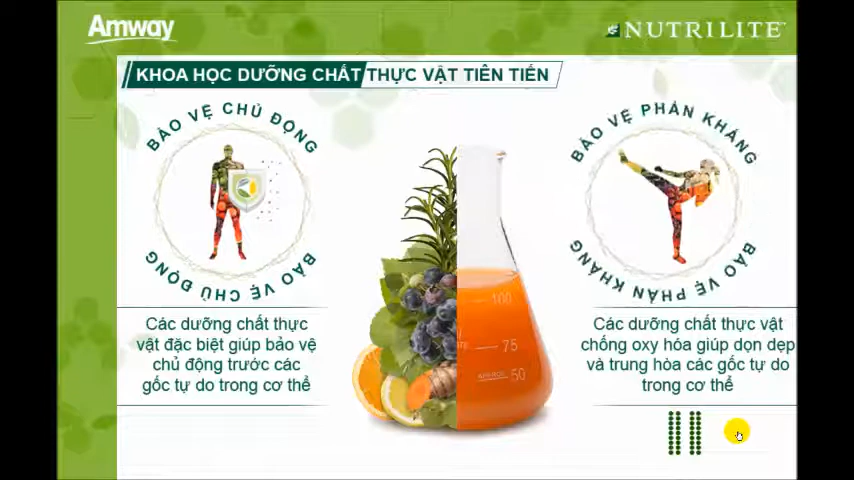 Amway
NUTRILITE
KHOA HỌC DƯỠNG CHẤT THỰC VẬT TIÊN TIẾN
BẢO VỆ CHỦ ĐỘNG
BẢO VỆ CHỦ ĐỘNG
Các dưỡng chất thực
vật đặc biệt giúp bảo vệ
chủ động trước các
gốc tự do trong cơ thể
100
75
APPROX 50
BẢO VỆ PHẢN KHÁNG
BẢO VỆ PHẢN KHÁNG
Các dưỡng chất thực vật
chống oxy hóa giúp dọn dẹp
và trung hòa các gốc tự do
trong cơ thể